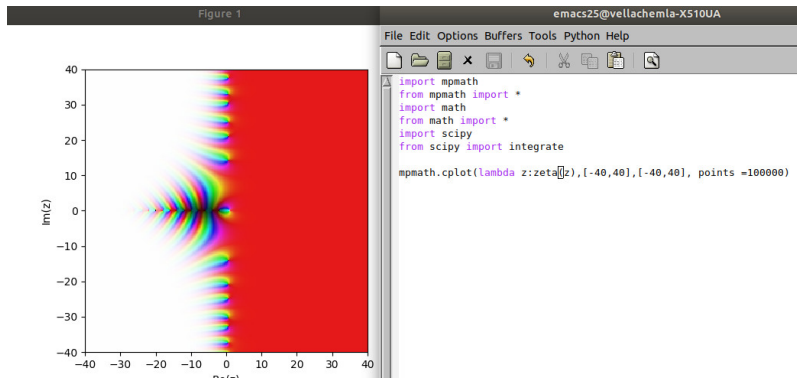 Figure 1
40
30
20
10
0
−10
−20
−30
−40
Im(z)
−40 −30 −20 −10 0 10 20 30 40
Re(z)
emacs25@vellachemla-X510UA
File Edit Options Buffers Tools Python Help
import mpmath
from mpmath import *
import math
from math import *
import scipy
from scipy import integrate
mpmath.cplot(lambda z:zeta(z),[-40,40],[-40,40], points =100000)